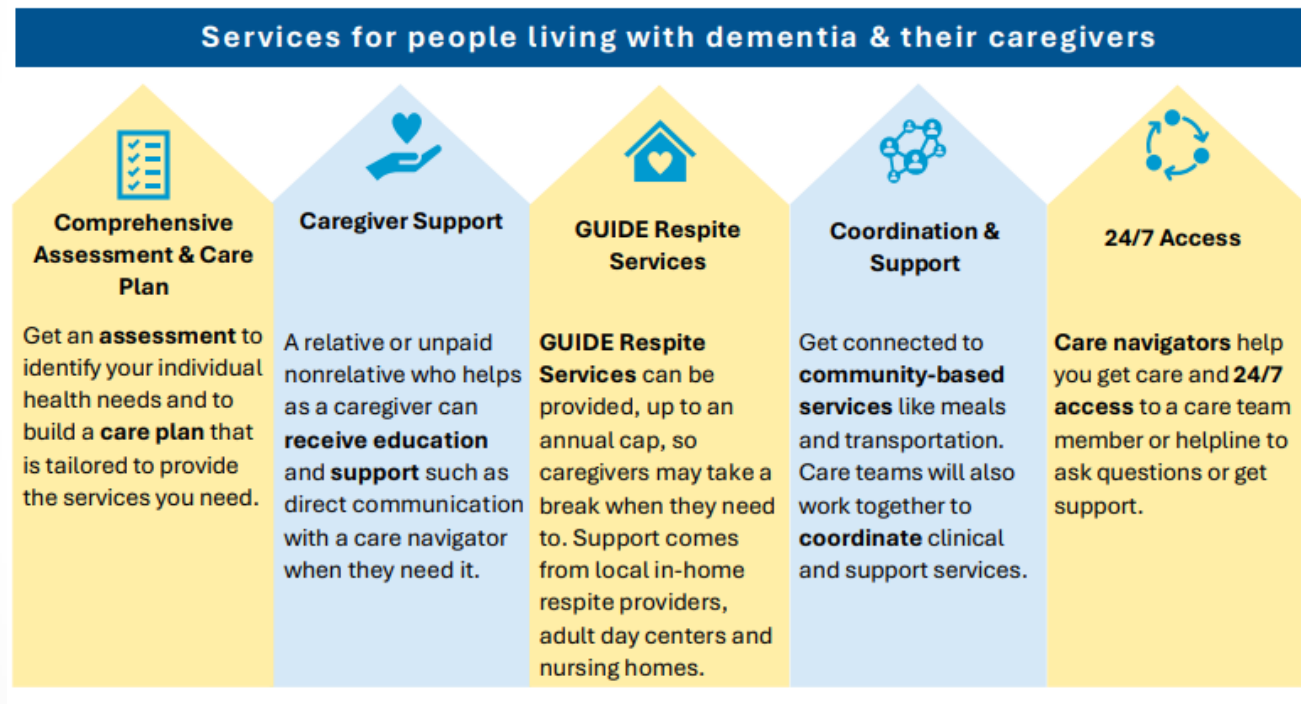 Services for people living with dementia & their caregivers
Comprehensive
Assessment & Care
Plan
Get an assessment to
identify your individual
health needs and to
build a care plan that
is tailored to provide
the services you need.
Caregiver Support
A relative or unpaid
nonrelative who helps
as a caregiver can
receive education
and support such as
direct communication
with a care navigator
when they need it.
GUIDE Respite
Services
GUIDE Respite
Services can be
provided, up to an
annual cap, so
caregivers may take a
break when they need
to. Support comes
from local in-home
respite providers,
adult day centers and
nursing homes.
Coordination &
Support
Get connected to
community-based
services like meals
and transportation.
Care teams will also
work together to
coordinate clinical
and support services.
24/7 Access
Care navigators help
you get care and 24/7
access to a care team
member or helpline to
ask questions or get
support.